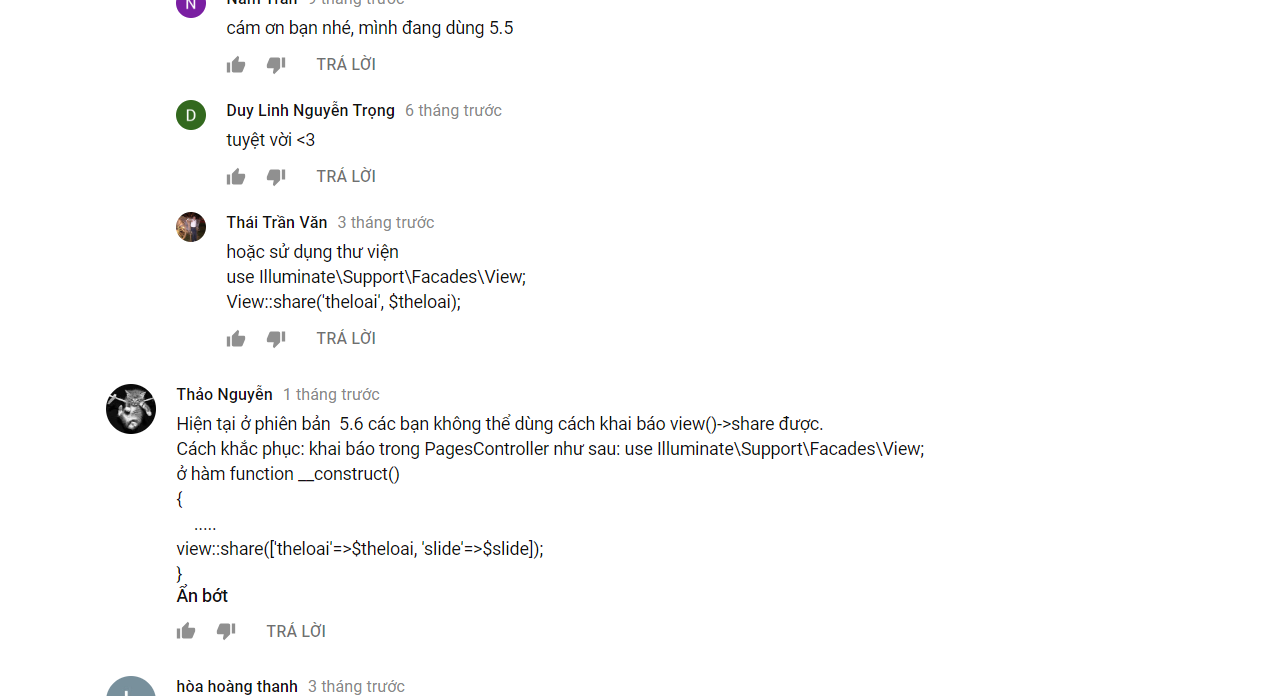 N
Nam Trần 9 tháng trước
cám ơn bạn nhé, mình đang dùng 5.5
TRẢ LỜI
D
Duy Linh Nguyễn Trọng 6 tháng trước
tuyệt vời <3
TRẢ LỜI
Thái Trần Văn 3 tháng trước
hoặc sử dụng thư viện
use Illuminate\Support\Facades\View;
View::share('theloai', $theloai);
TRẢ LỜI
Thảo Nguyễn 1 tháng trước
Hiện tại ở phiên bản  5.6 các bạn không thể dùng cách khai báo view()->share được.
Cách khắc phục: khai báo trong PagesController như sau: use Illuminate\Support\Facades\View;
ở hàm function __construct()
{
.....
view::share(['theloai'=>$theloai, 'slide'=>$slide]);
}
Ẩn bớt
TRẢ LỜI
hòa hoàng thanh 3 tháng trước